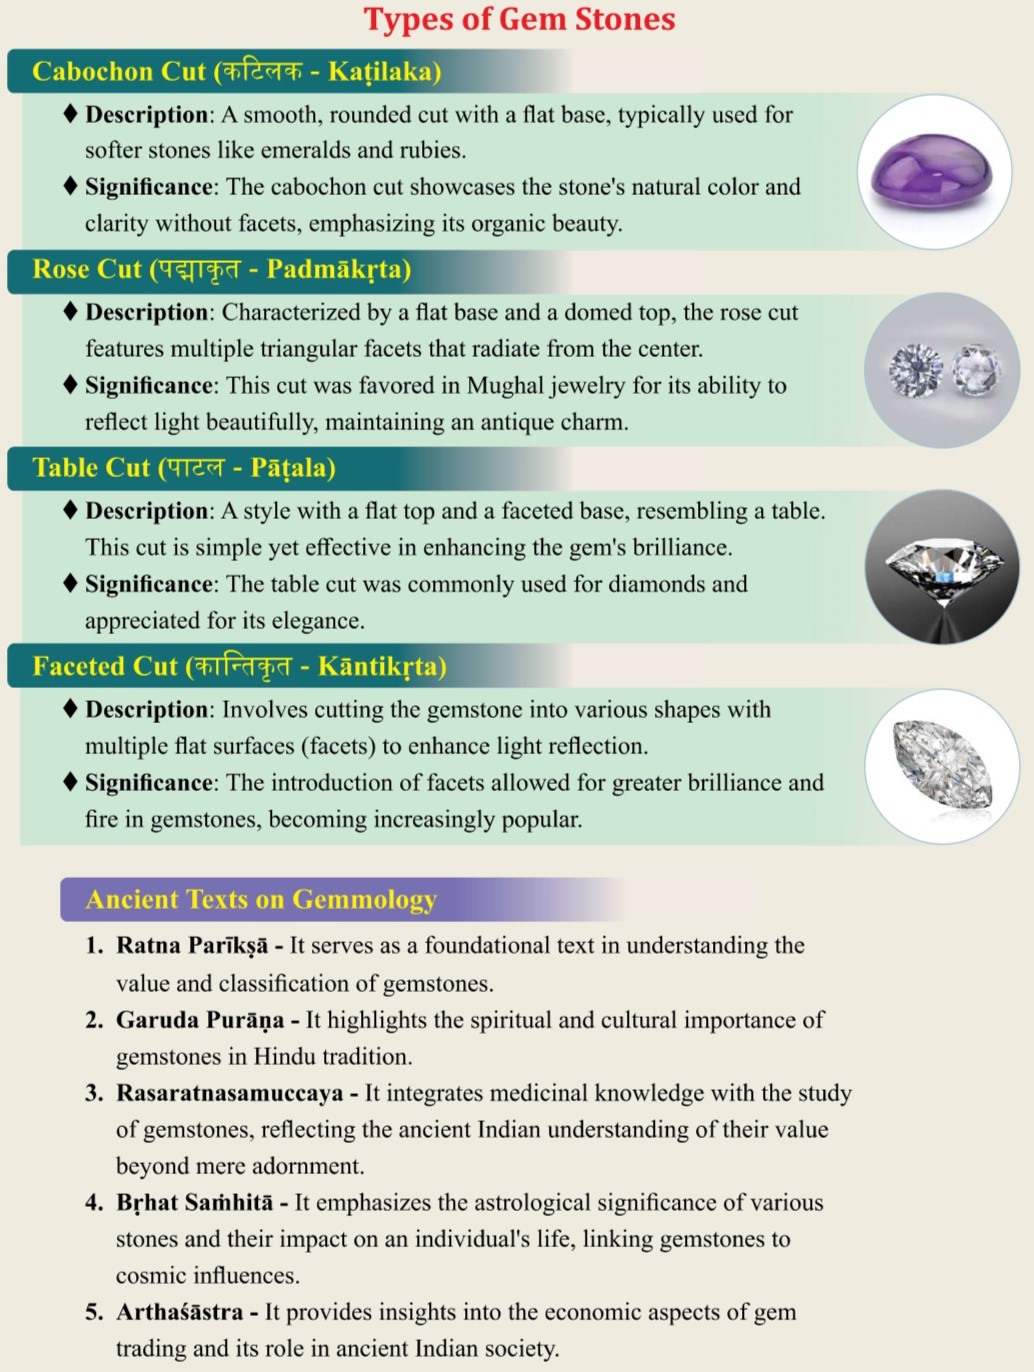 Types of Gem Stones
Cabochon Cut (कटिलक - Kaṭilaka)
♦ Description: A smooth, rounded cut with a flat base, typically used for
softer stones like emeralds and rubies.
♦ Significance: The cabochon cut showcases the stone's natural color and
clarity without facets, emphasizing its organic beauty.
Rose Cut (पद्माकृत - Padmākṛta)
♦ Description: Characterized by a flat base and a domed top, the rose cut
features multiple triangular facets that radiate from the center.
♦ Significance: This cut was favored in Mughal jewelry for its ability to
reflect light beautifully, maintaining an antique charm.
Table Cut (पाटल - Pāṭala)
♦ Description: A style with a flat top and a faceted base, resembling a table.
This cut is simple yet effective in enhancing the gem's brilliance.
♦ Significance: The table cut was commonly used for diamonds and
appreciated for its elegance.
Faceted Cut (कान्तिकृत - Kāntikṛta)
♦ Description: Involves cutting the gemstone into various shapes with
multiple flat surfaces (facets) to enhance light reflection.
♦ Significance: The introduction of facets allowed for greater brilliance and
fire in gemstones, becoming increasingly popular.
Ancient Texts on Gemmology
1. Ratna Parīkṣā - It serves as a foundational text in understanding the
value and classification of gemstones.
2. Garuda Purāṇa - It highlights the spiritual and cultural importance of
gemstones in Hindu tradition.
3. Rasaratnasamuccaya - It integrates medicinal knowledge with the study
of gemstones, reflecting the ancient Indian understanding of their value
beyond mere adornment.
4. Bṛhat Saṁhitā - It emphasizes the astrological significance of various
stones and their impact on an individual's life, linking gemstones to
cosmic influences.
5. Arthaśāstra - It provides insights into the economic aspects of gem
trading and its role in ancient Indian society.